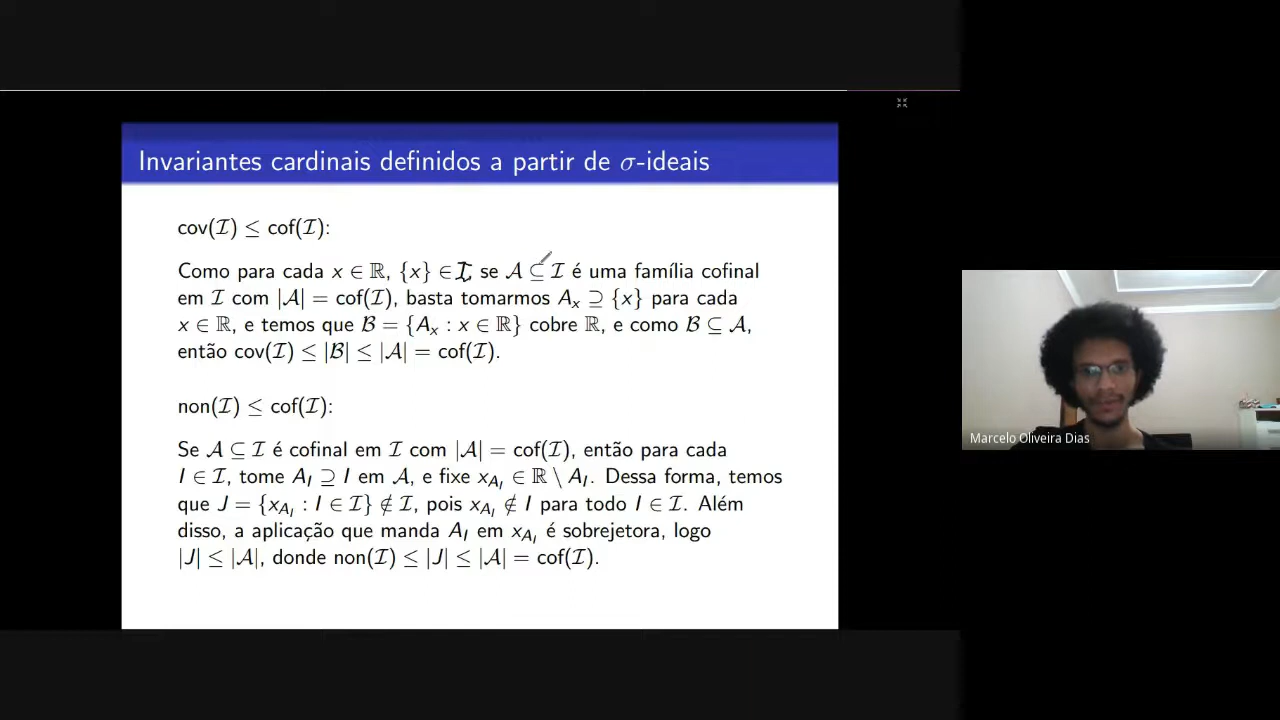 Invariantes cardinais definidos a partir de σ-ideais
cov(ℐ) ≤ cof(ℐ):
Como para cada x ∈ ℝ, {x} ∈ ℐ, se 𝒜 ⊆ ℐ é uma família cofinal
em ℐ com |𝒜| = cof(ℐ), basta tomarmos Aₓ ⊇ {x} para cada
x ∈ ℝ, e temos que ℬ = {Aₓ : x ∈ ℝ} cobre ℝ, e como ℬ ⊆ 𝒜,
então cov(ℐ) ≤ |ℬ| ≤ |𝒜| = cof(ℐ).
non(ℐ) ≤ cof(ℐ):
Se 𝒜 ⊆ ℐ é cofinal em ℐ com |𝒜| = cof(ℐ), então para cada
I ∈ ℐ, tome A_I ⊇ I em 𝒜, e fixe x_{A_I} ∈ ℝ \ A_I. Dessa forma, temos
que J = {x_{A_I} : I ∈ ℐ} ∉ ℐ, pois x_{A_I} ∉ I para todo I ∈ ℐ. Além
disso, a aplicação que manda A_I em x_{A_I} é sobrejetora, logo
|J| ≤ |𝒜|, donde non(ℐ) ≤ |J| ≤ |𝒜| = cof(ℐ).
Marcelo Oliveira Dias